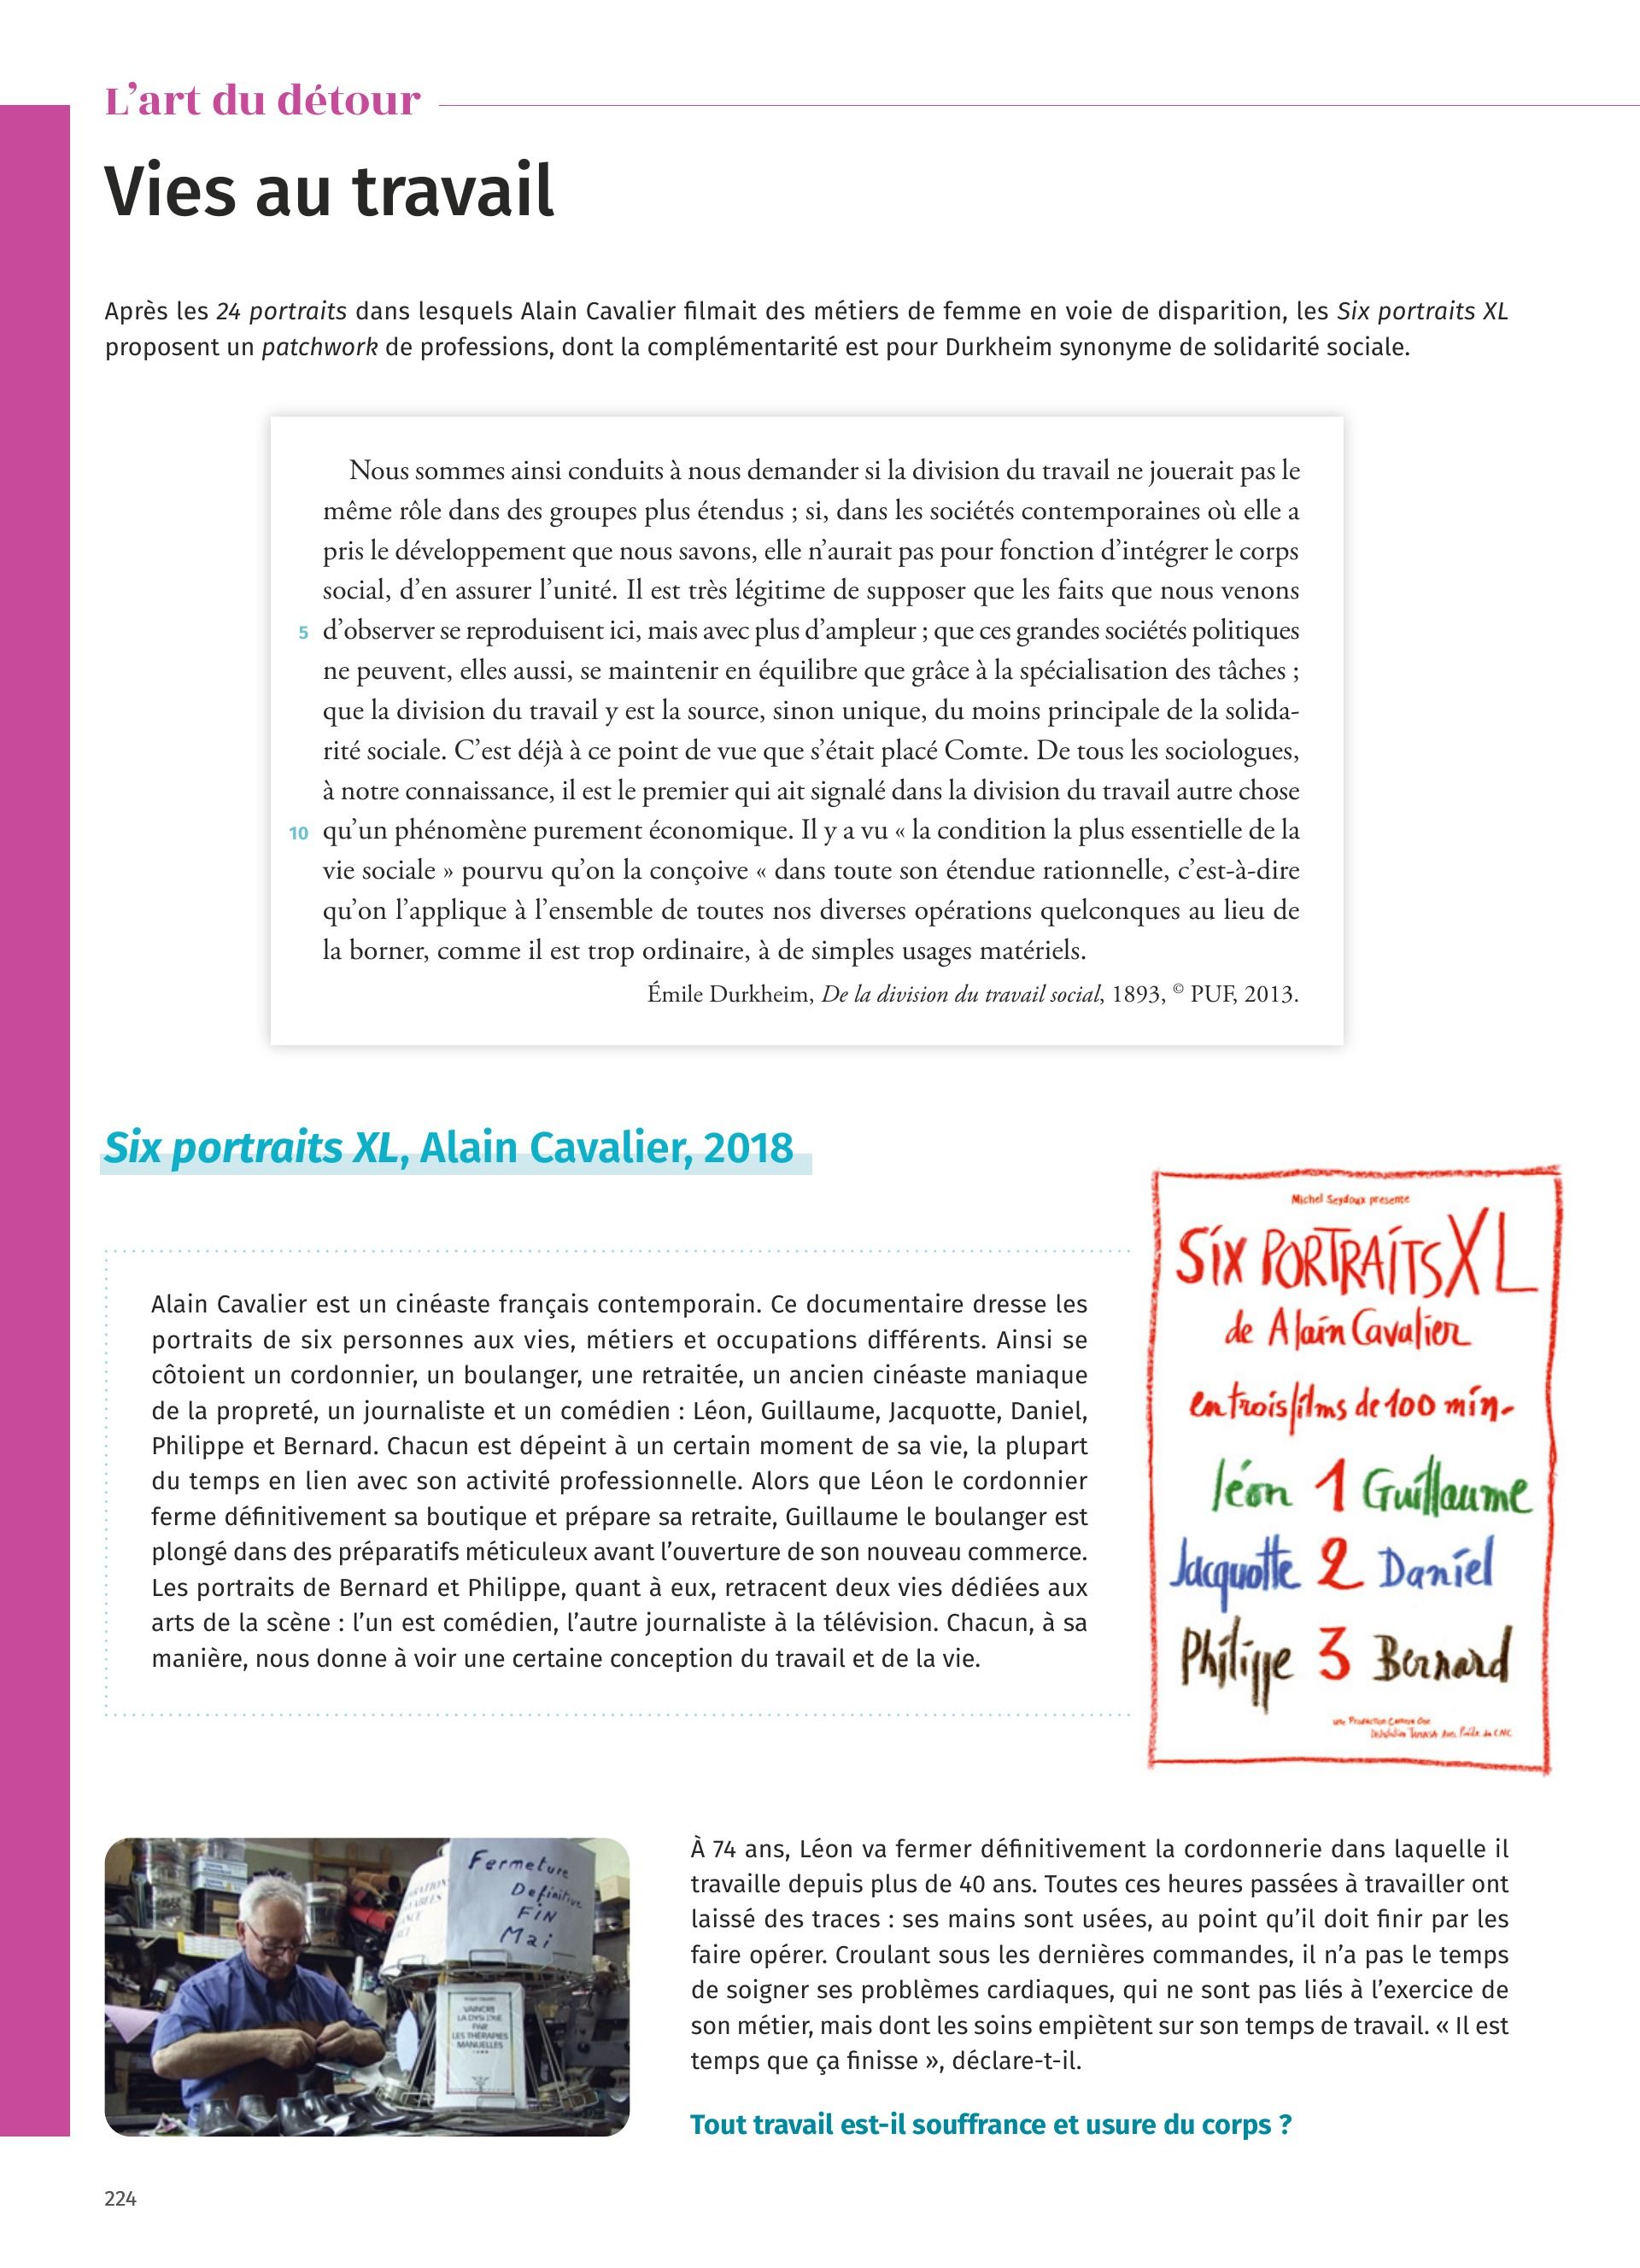 L’art du détour
Vies au travail
Après les 24 portraits dans lesquels Alain Cavalier filmait des métiers de femme en voie de disparition, les Six portraits XL
proposent un patchwork de professions, dont la complémentarité est pour Durkheim synonyme de solidarité sociale.
Nous sommes ainsi conduits à nous demander si la division du travail ne jouerait pas le
même rôle dans des groupes plus étendus ; si, dans les sociétés contemporaines où elle a
pris le développement que nous savons, elle n’aurait pas pour fonction d’intégrer le corps
social, d’en assurer l’unité. Il est très légitime de supposer que les faits que nous venons
5 d’observer se reproduisent ici, mais avec plus d’ampleur ; que ces grandes sociétés politiques
ne peuvent, elles aussi, se maintenir en équilibre que grâce à la spécialisation des tâches ;
que la division du travail y est la source, sinon unique, du moins principale de la solida-
rité sociale. C’est déjà à ce point de vue que s’était placé Comte. De tous les sociologues,
à notre connaissance, il est le premier qui ait signalé dans la division du travail autre chose
10 qu’un phénomène purement économique. Il y a vu « la condition la plus essentielle de la
vie sociale » pourvu qu’on la conçoive « dans toute son étendue rationnelle, c’est-à-dire
qu’on l’applique à l’ensemble de toutes nos diverses opérations quelconques au lieu de
la borner, comme il est trop ordinaire, à de simples usages matériels.
Émile Durkheim, De la division du travail social, 1893, © PUF, 2013.
Six portraits XL, Alain Cavalier, 2018
Alain Cavalier est un cinéaste français contemporain. Ce documentaire dresse les
portraits de six personnes aux vies, métiers et occupations différents. Ainsi se
côtoient un cordonnier, un boulanger, une retraitée, un ancien cinéaste maniaque
de la propreté, un journaliste et un comédien : Léon, Guillaume, Jacquotte, Daniel,
Philippe et Bernard. Chacun est dépeint à un certain moment de sa vie, la plupart
du temps en lien avec son activité professionnelle. Alors que Léon le cordonnier
ferme définitivement sa boutique et prépare sa retraite, Guillaume le boulanger est
plongé dans des préparatifs méticuleux avant l’ouverture de son nouveau commerce.
Les portraits de Bernard et Philippe, quant à eux, retracent deux vies dédiées aux
arts de la scène : l’un est comédien, l’autre journaliste à la télévision. Chacun, à sa
manière, nous donne à voir une certaine conception du travail et de la vie.
Michel Seydoux présente
SIX PORTRAITS XL
de Alain Cavalier
en trois films de 100 min.
léon 1 Guillaume
Jacquotte 2 Daniel
Philippe 3 Bernard
une Production Camera One
Avec l'aide du CNC
Fermeture
Definitive
FIN
Mai
VAINCRE
LA DYSLEXIE
PAR
LES THÉRAPIES
MANUELLES
À 74 ans, Léon va fermer définitivement la cordonnerie dans laquelle il
travaille depuis plus de 40 ans. Toutes ces heures passées à travailler ont
laissé des traces : ses mains sont usées, au point qu’il doit finir par les
faire opérer. Croulant sous les dernières commandes, il n’a pas le temps
de soigner ses problèmes cardiaques, qui ne sont pas liés à l’exercice de
son métier, mais dont les soins empiètent sur son temps de travail. « Il est
temps que ça finisse », déclare-t-il.
Tout travail est-il souffrance et usure du corps ?
224